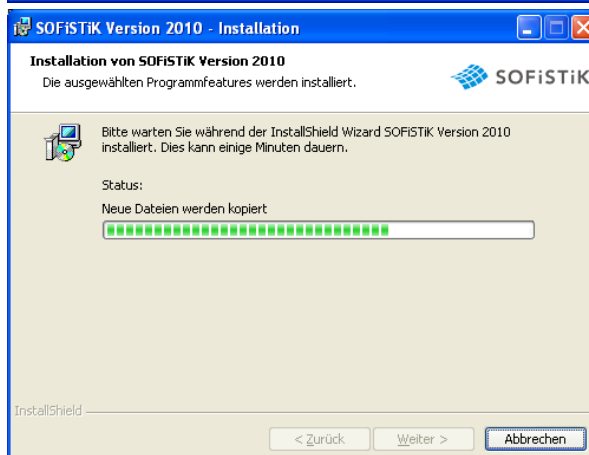 SOFiSTiK Version 2010 - Installation
Installation von SOFiSTiK Version 2010
Die ausgewählten Programmfeatures werden installiert.
SOFiSTiK
Bitte warten Sie während der InstallShield Wizard SOFiSTiK Version 2010
installiert. Dies kann einige Minuten dauern.
Status:
Neue Dateien werden kopiert
InstallShield
< Zurück
Weiter >
Abbrechen